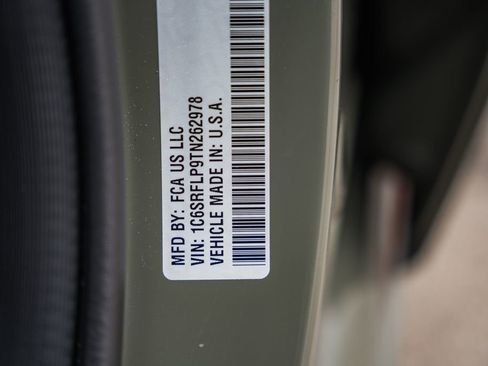 MFD BY: FCA US LLC
VIN: 1C6SRFLP9TN262978
VEHICLE MADE IN: U.S.A.